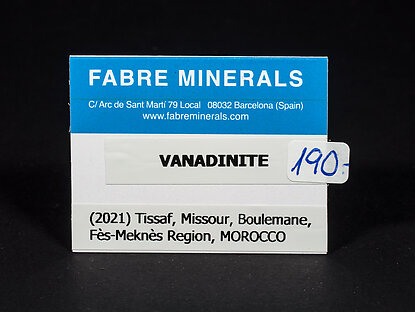 FABRE MINERALS
C/ Arc de Sant Martí 79 Local   08032 Barcelona (Spain)
www.fabreminerals.com
VANADINITE
190.-
(2021) Tissaf, Missour, Boulemane,
Fès-Meknès Region, MOROCCO